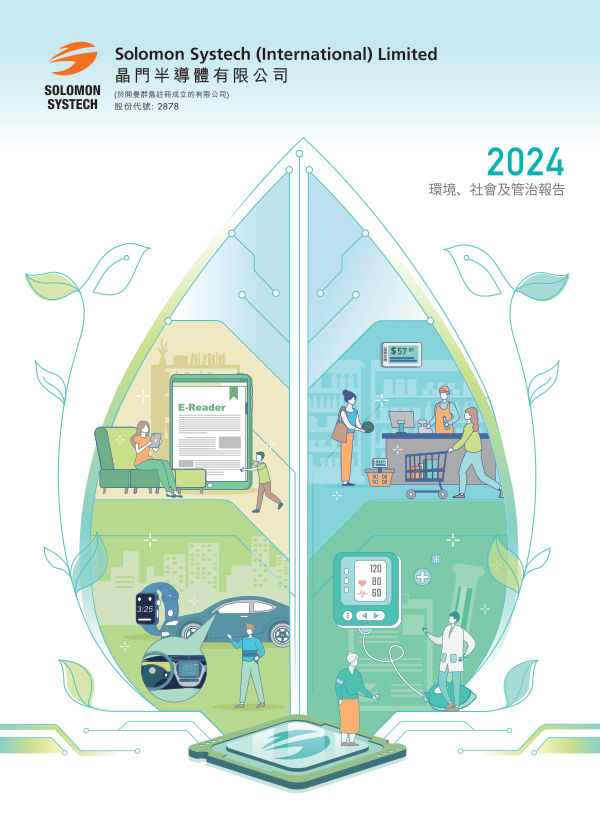 SOLOMON
SYSTECH
Solomon Systech (International) Limited
晶門半導體有限公司
(於開曼群島註冊成立的有限公司)
股份代號: 2878
2024
環境、社會及管治報告
$57
E-Reader
3:25
120
80
60